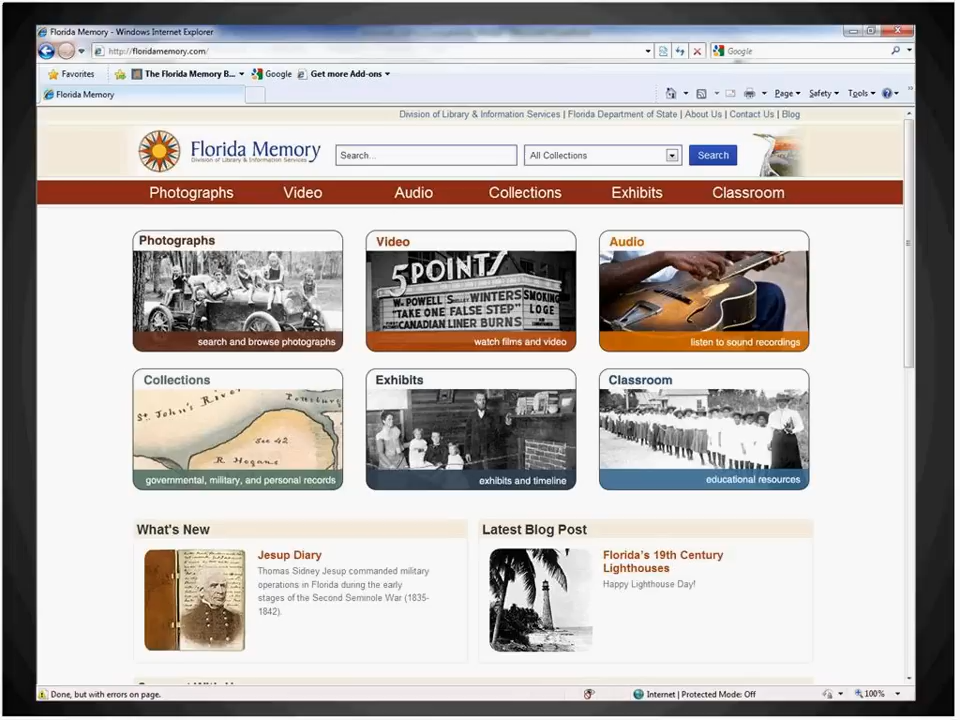 Florida Memory - Windows Internet Explorer
http://floridamemory.com/
Google
Favorites
The Florida Memory B...
Google
Get more Add-ons
Florida Memory
Page
Safety
Tools
Division of Library & Information Services | Florida Department of State | About Us | Contact Us | Blog
Florida Memory
Division of Library & Information Services
Search...
All Collections
Search
Photographs Video Audio Collections Exhibits Classroom
Photographs
search and browse photographs
Video
5 POINTS
WM POWELL SHELLEY WINTERS
"TAKE ONE FALSE STEP"
CANADIAN LINER BURNS
SMOKING
LOGE
watch films and video
Audio
listen to sound recordings
Collections
St. John's River
Sec 42
R Hogans
governmental, military, and personal records
Exhibits
exhibits and timeline
Classroom
educational resources
What's New
Jesup Diary
Thomas Sidney Jesup commanded military
operations in Florida during the early
stages of the Second Seminole War (1835-
1842).
Latest Blog Post
Florida's 19th Century
Lighthouses
Happy Lighthouse Day!
Done, but with errors on page.
Internet | Protected Mode: Off
100%